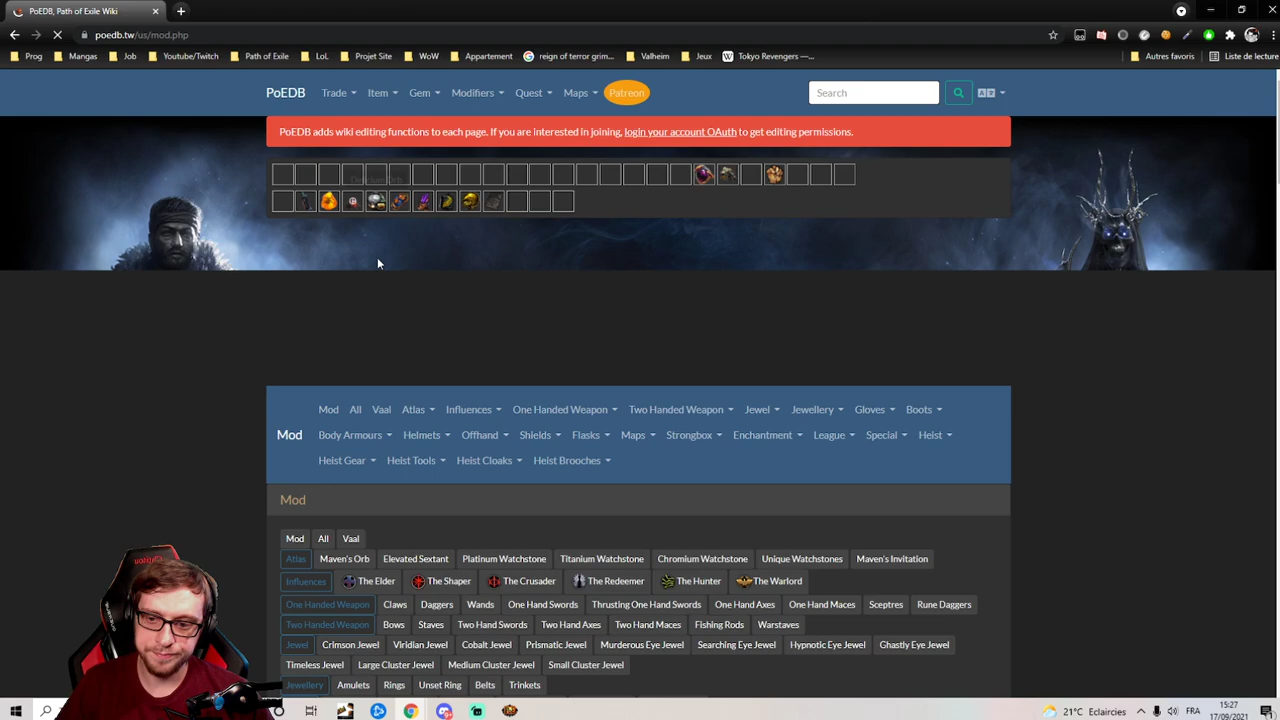 PoEDB, Path of Exile Wiki
poedb.tw/us/mod.php
Prog Mangas Job Youtube/Twitch Path of Exile LoL Projet Site WoW Appartement reign of terror grim... Valheim Jeux Tokyo Revengers —... Autres favoris Liste de lecture
PoEDB Trade Item Gem Modifiers Quest Maps Patreon Search
PoEDB adds wiki editing functions to each page. If you are interested in joining, login your account OAuth to get editing permissions.
Mod All Vaal Atlas Influences One Handed Weapon Two Handed Weapon Jewel Jewellery Gloves Boots
Mod Body Armours Helmets Offhand Shields Flasks Maps Strongbox Enchantment League Special Heist
Heist Gear Heist Tools Heist Cloaks Heist Brooches
Mod
Mod All Vaal
Atlas Maven's Orb Elevated Sextant Platinum Watchstone Titanium Watchstone Chromium Watchstone Unique Watchstones Maven's Invitation
Influences The Elder The Shaper The Crusader The Redeemer The Hunter The Warlord
One Handed Weapon Claws Daggers Wands One Hand Swords Thrusting One Hand Swords One Hand Axes One Hand Maces Sceptres Rune Daggers
Two Handed Weapon Bows Staves Two Hand Swords Two Hand Axes Two Hand Maces Fishing Rods Warstaves
Jewel Crimson Jewel Viridian Jewel Cobalt Jewel Prismatic Jewel Murderous Eye Jewel Searching Eye Jewel Hypnotic Eye Jewel Ghastly Eye Jewel
Timeless Jewel Large Cluster Jewel Medium Cluster Jewel Small Cluster Jewel
Jewellery Amulets Rings Unset Ring Belts Trinkets
21°C Eclaircies FRA 15:27
17/09/2021